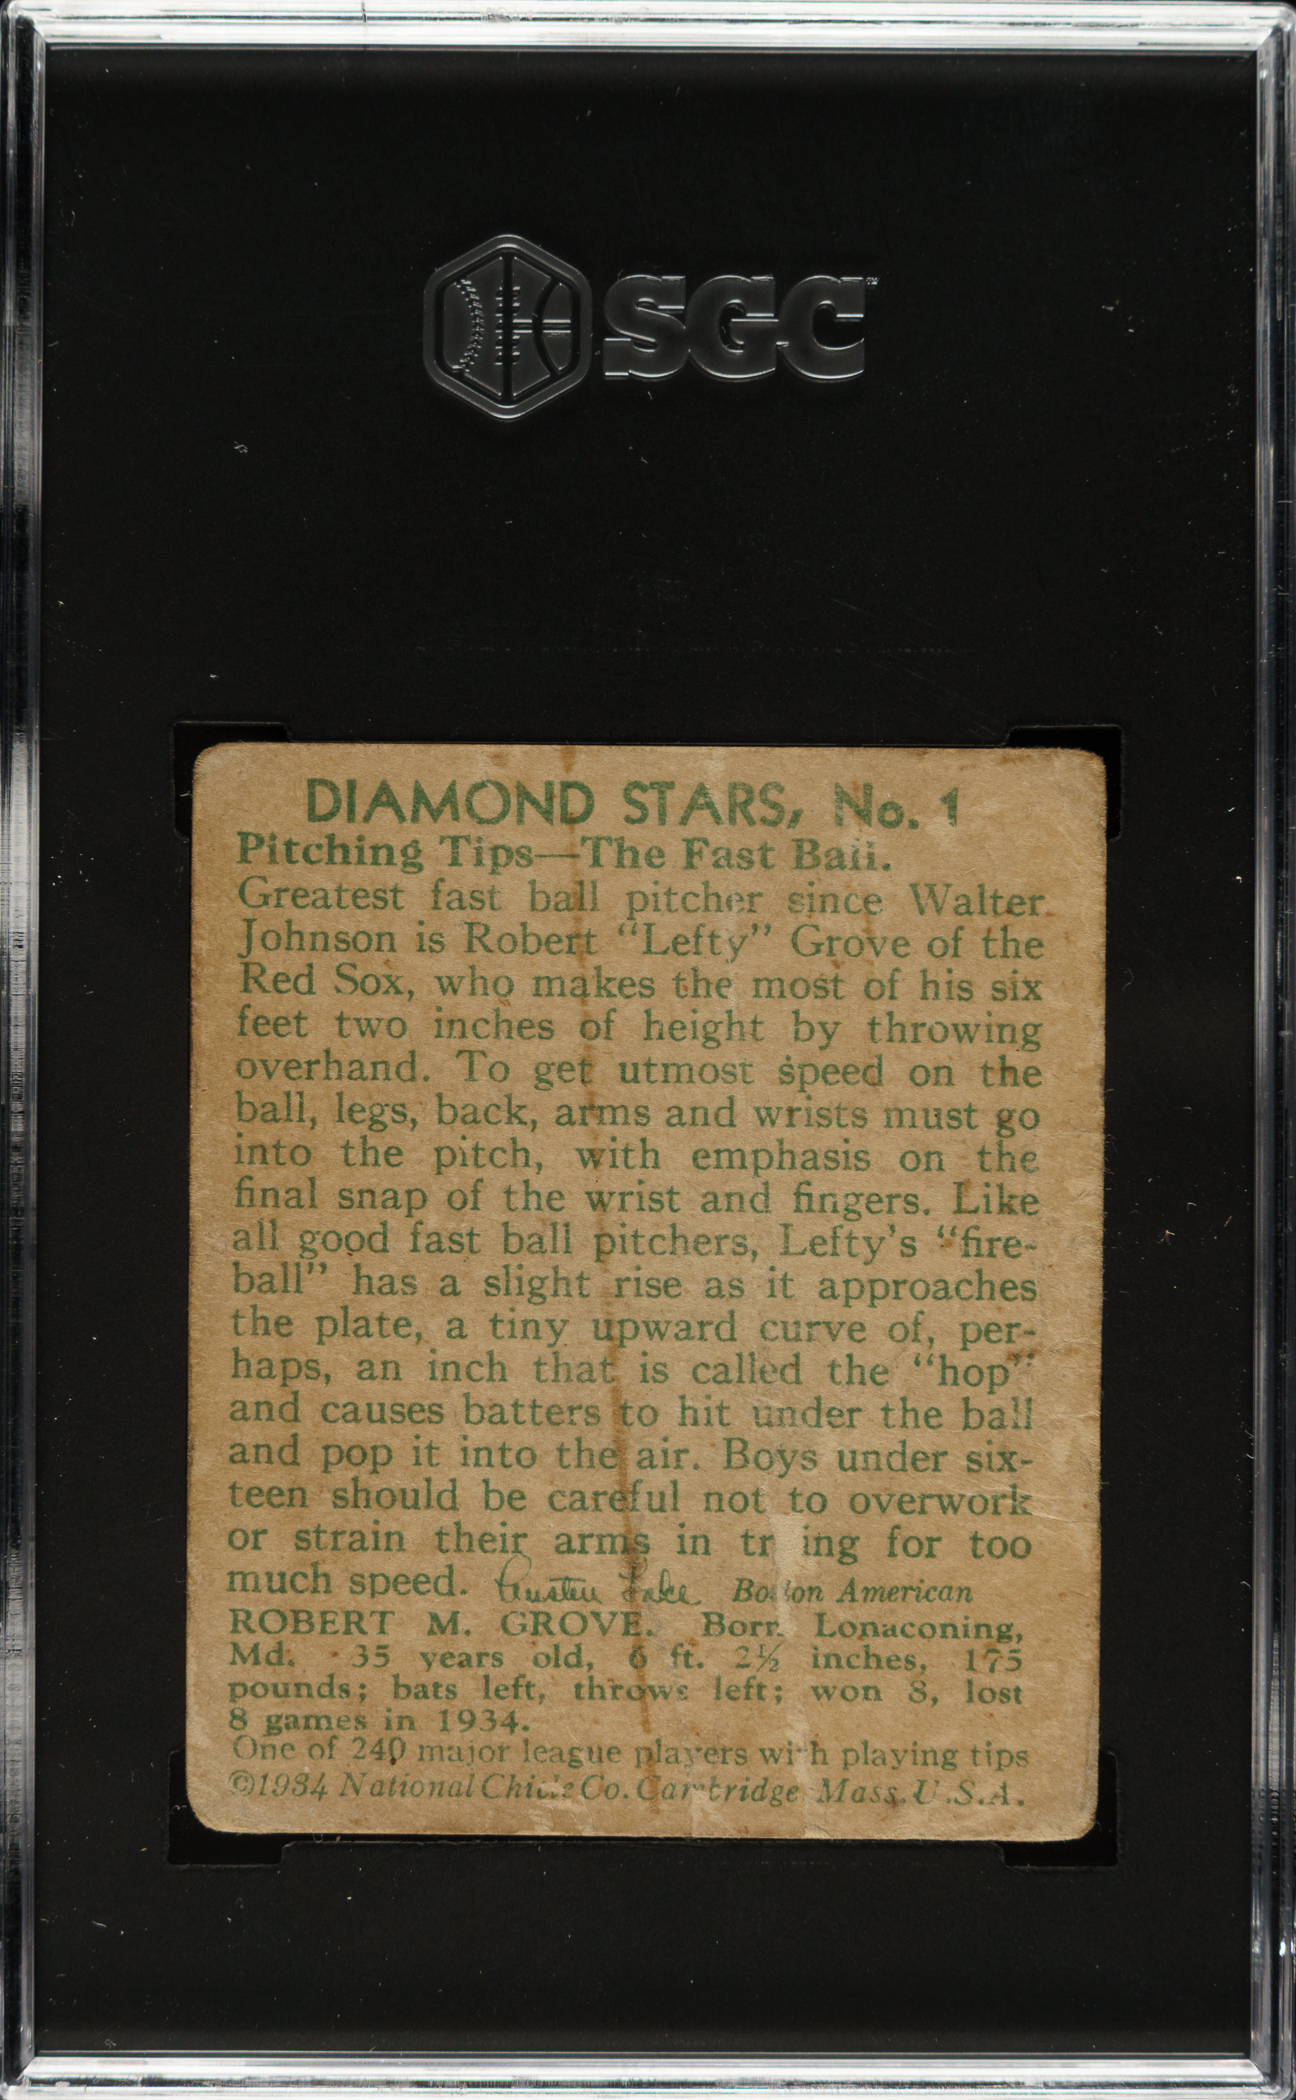 SGC
DIAMOND STARS, No. 1
Pitching Tips—The Fast Ball.
Greatest fast ball pitcher since Walter
Johnson is Robert “Lefty” Grove of the
Red Sox, who makes the most of his six
feet two inches of height by throwing
overhand. To get utmost speed on the
ball, legs, back, arms and wrists must go
into the pitch, with emphasis on the
final snap of the wrist and fingers. Like
all good fast ball pitchers, Lefty’s “fire-
ball” has a slight rise as it approaches
the plate, a tiny upward curve of, per-
haps, an inch that is called the “hop”
and causes batters to hit under the ball
and pop it into the air. Boys under six-
teen should be careful not to overwork
or strain their arms in trying for too
much speed. Austen Lake Boston American
ROBERT M. GROVE. Born Lonaconing,
Md. 35 years old, 6 ft. 2½ inches, 175
pounds; bats left, throws left; won 8, lost
8 games in 1934.
One of 240 major league players with playing tips
©1934 National Chicle Co. Cambridge Mass. U.S.A.